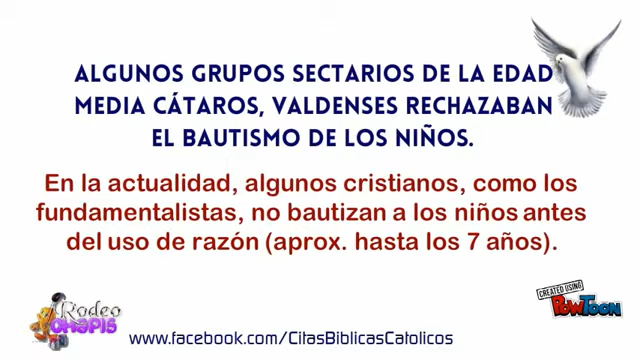 ALGUNOS GRUPOS SECTARIOS DE LA EDAD
MEDIA CÁTAROS, VALDENSES RECHAZABAN
EL BAUTISMO DE LOS NIÑOS.
En la actualidad, algunos cristianos, como los
fundamentalistas, no bautizan a los niños antes
del uso de razón (aprox. hasta los 7 años).
CREATED USING
POWTOON
Rodeo
CHAPIS
www.facebook.com/CitasBiblicasCatolicos